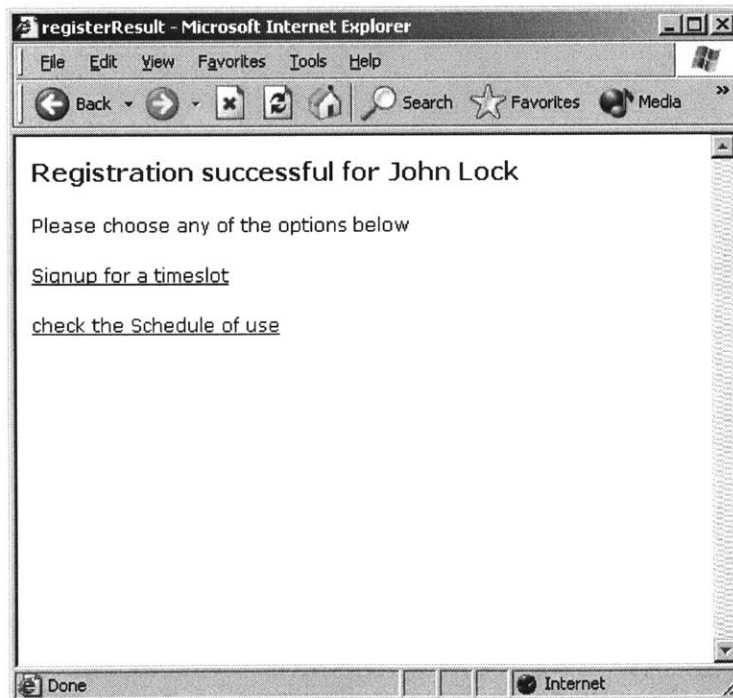 registerResult - Microsoft Internet Explorer
File Edit View Favorites Tools Help
Back Search Favorites Media »
Registration successful for John Lock
Please choose any of the options below
Signup for a timeslot
check the Schedule of use
Done Internet